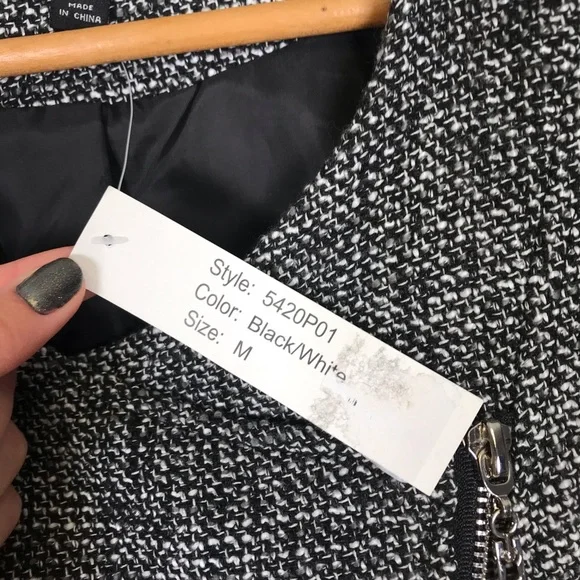 MADE
IN CHINA
Style: 5420P01
Color: Black/White
Size: M